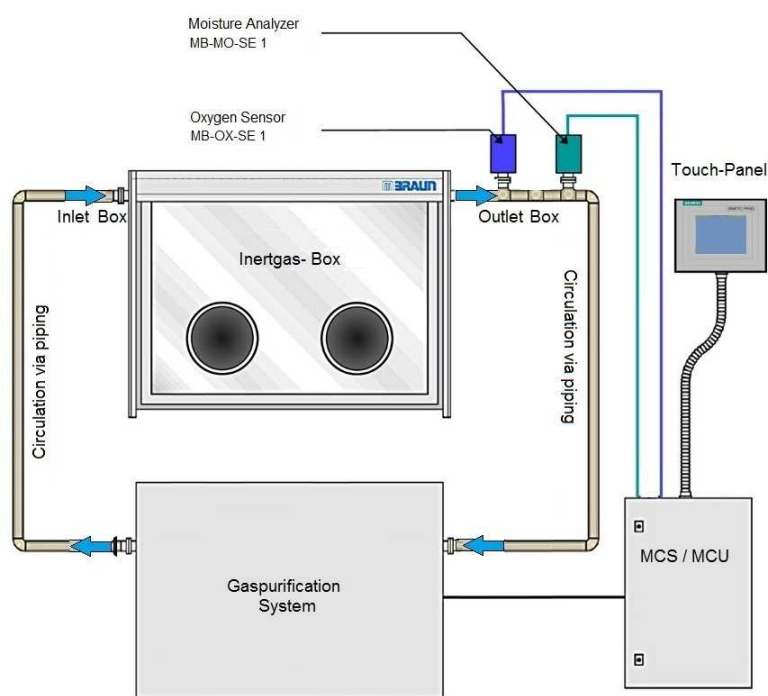 Moisture Analyzer
MB-MO-SE 1
Oxygen Sensor
MB-OX-SE 1
BRAUN
Touch-Panel
Inlet Box
Outlet Box
Inertgas- Box
Circulation via piping
Circulation via piping
Gaspurification
System
MCS / MCU